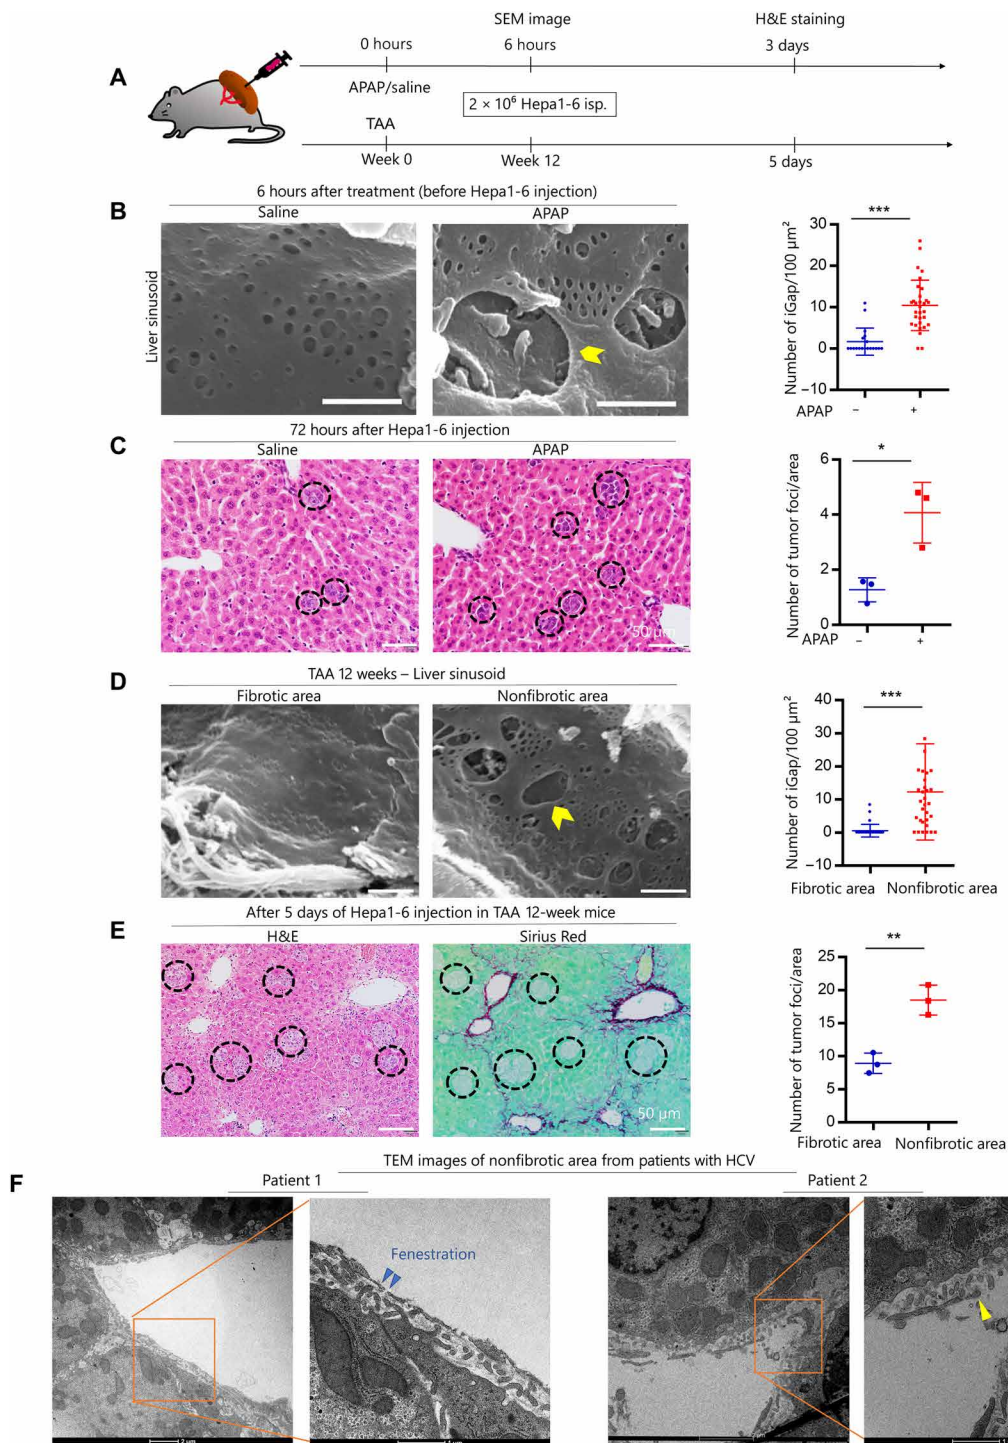 SEM image
H&E staining
0 hours
6 hours
3 days
A
APAP/saline
2 × 10⁶ Hepa1-6 isp.
TAA
Week 0
Week 12
5 days
6 hours after treatment (before Hepa1-6 injection)
B
Saline
APAP
Liver sinusoid
***
Number of iGap/100 µm²
30
20
10
0
–10
APAP
–
+
72 hours after Hepa1-6 injection
C
Saline
APAP
50 µm
*
Number of tumor foci/area
6
4
2
0
APAP
–
+
TAA 12 weeks – Liver sinusoid
D
Fibrotic area
Nonfibrotic area
***
Number of iGap/100 µm²
40
30
20
10
0
–10
Fibrotic area
Nonfibrotic area
After 5 days of Hepa1-6 injection in TAA 12-week mice
E
H&E
Sirius Red
50 µm
**
Number of tumor foci/area
25
20
15
10
5
0
Fibrotic area
Nonfibrotic area
TEM images of nonfibrotic area from patients with HCV
F
Patient 1
Patient 2
Fenestration
2 µm